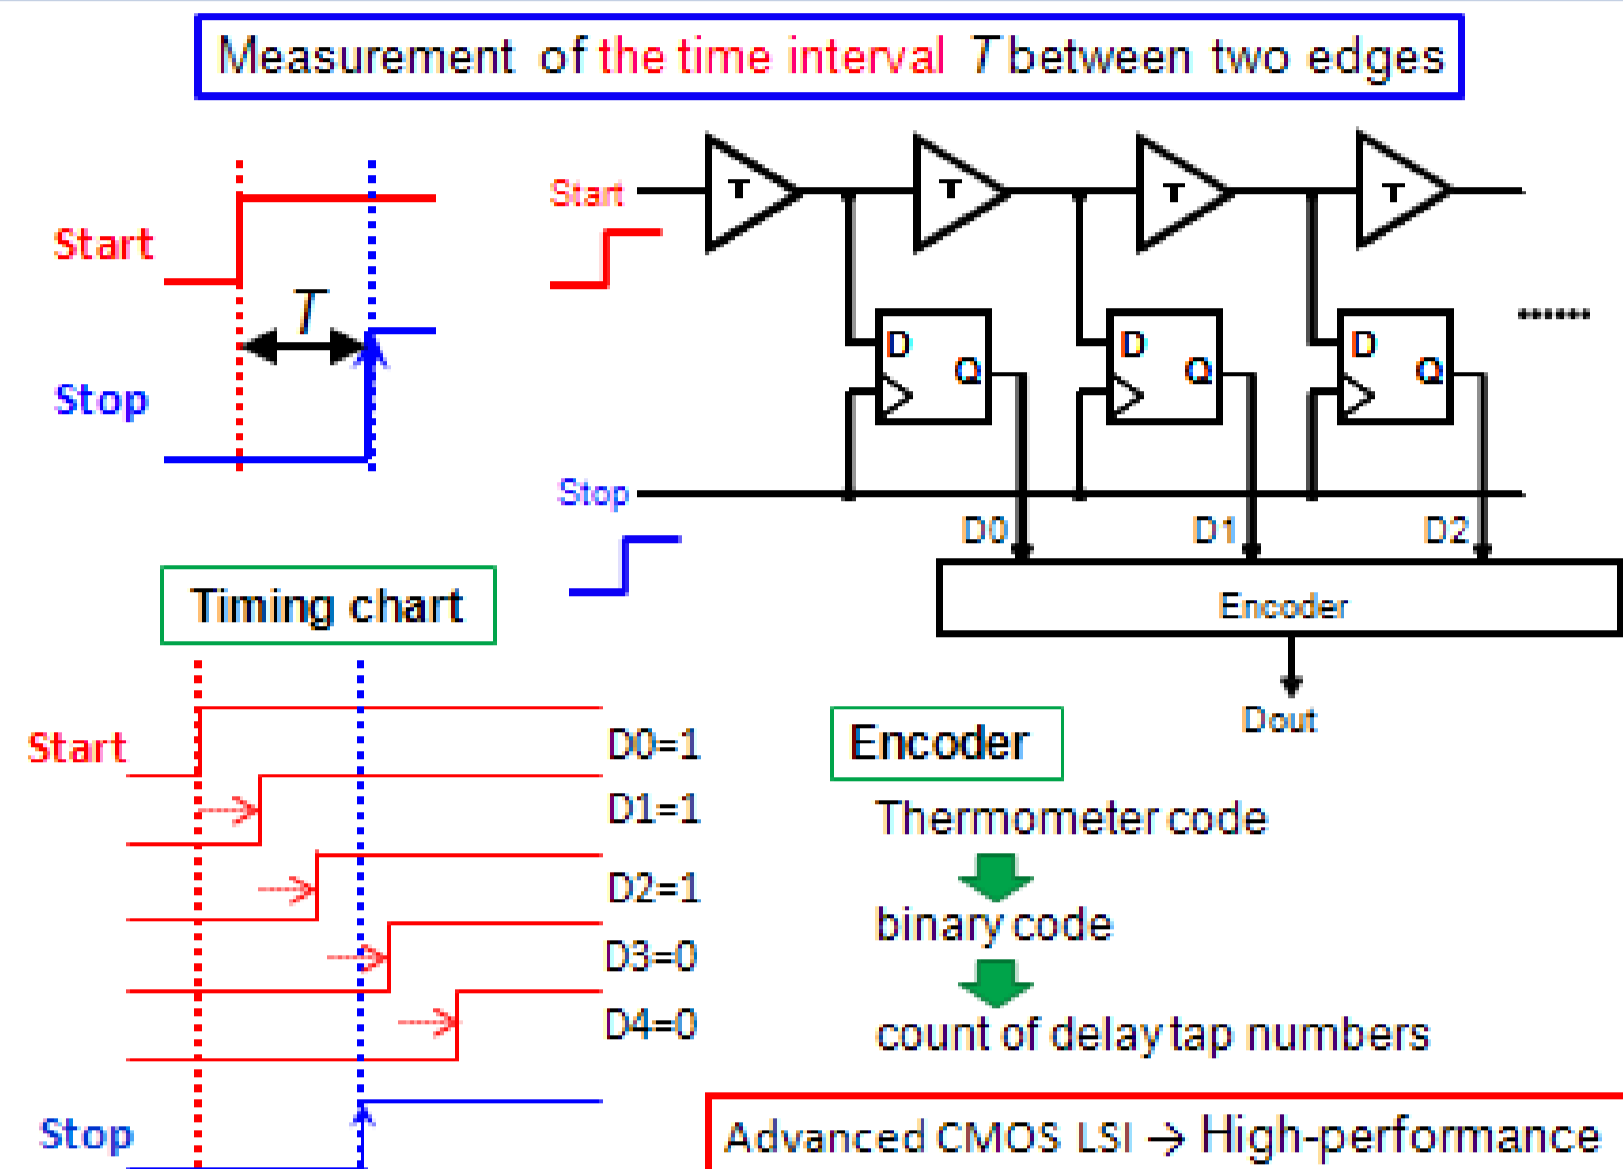 Measurement of the time interval T between two edges
Start
T
Stop
Start
T T T T
D Q D Q D Q
......
Stop
D0 D1 D2
Encoder
Dout
Timing chart
Start
D0=1
D1=1
D2=1
D3=0
D4=0
Stop
Encoder
Thermometer code
binary code
count of delay tap numbers
Advanced CMOS LSI → High-performance